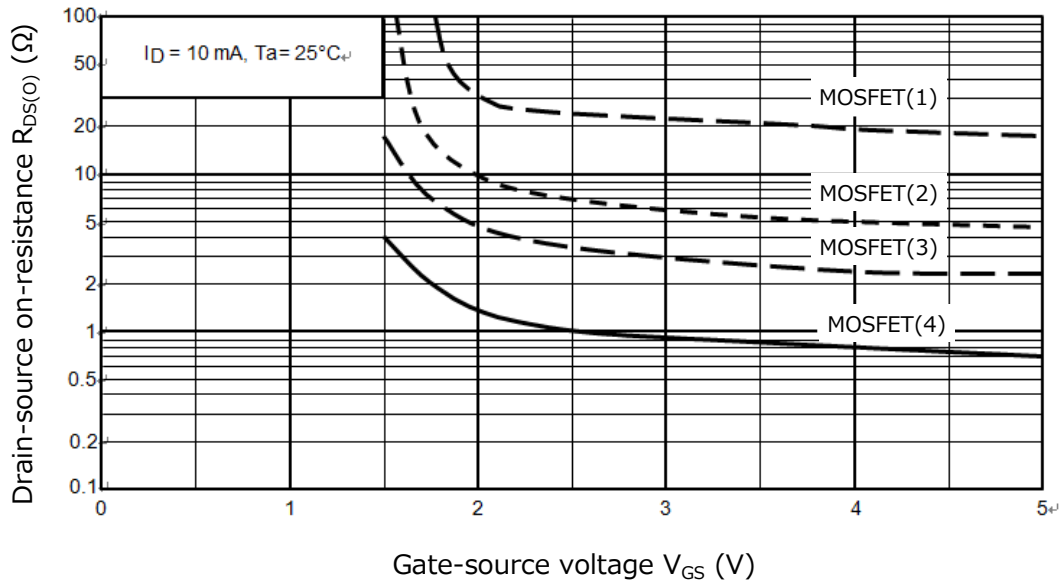 Drain-source on-resistance RDS(O) (Ω)
100
50
20
10
5
2
1
0.5
0.2
0.1
ID = 10 mA, Ta = 25°C↵
MOSFET(1)
MOSFET(2)
MOSFET(3)
MOSFET(4)
0 1 2 3 4 5↵
Gate-source voltage VGS (V)